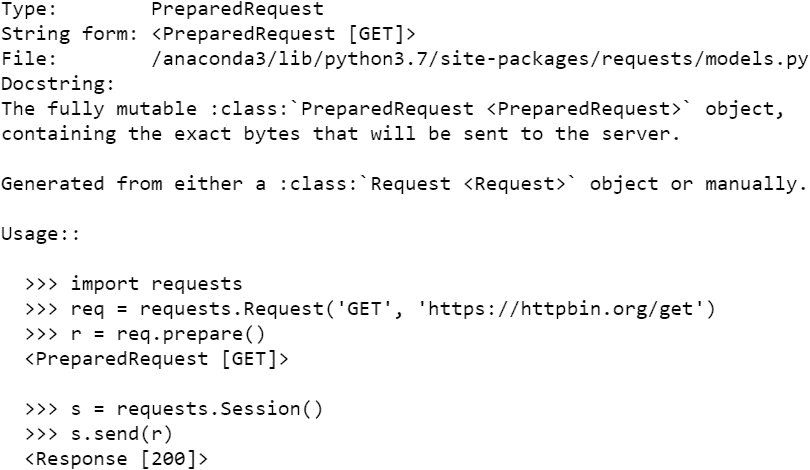 Type:        PreparedRequest
String form: <PreparedRequest [GET]>
File:        /anaconda3/lib/python3.7/site-packages/requests/models.py
Docstring:
The fully mutable :class:`PreparedRequest <PreparedRequest>` object,
containing the exact bytes that will be sent to the server.

Generated from either a :class:`Request <Request>` object or manually.

Usage::

  >>> import requests
  >>> req = requests.Request('GET', 'https://httpbin.org/get')
  >>> r = req.prepare()
  <PreparedRequest [GET]>

  >>> s = requests.Session()
  >>> s.send(r)
  <Response [200]>